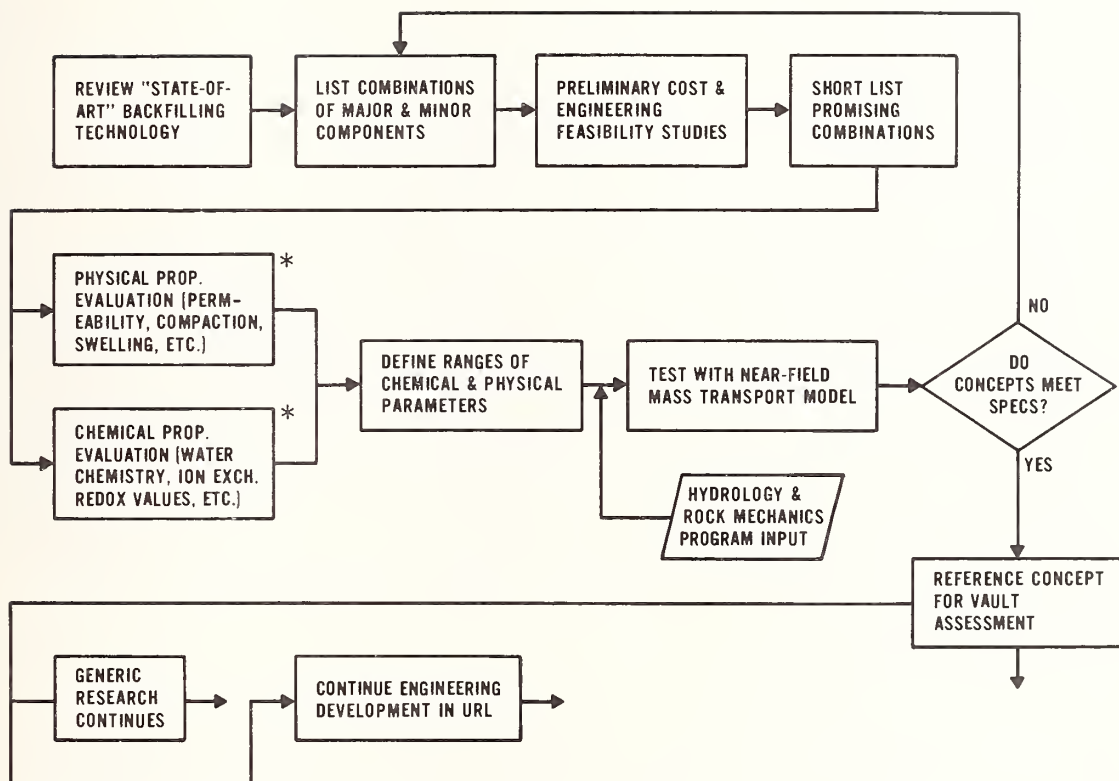 REVIEW "STATE-OF-
ART" BACKFILLING
TECHNOLOGY
LIST COMBINATIONS
OF MAJOR & MINOR
COMPONENTS
PRELIMINARY COST &
ENGINEERING
FEASIBILITY STUDIES
SHORT LIST
PROMISING
COMBINATIONS
PHYSICAL PROP.
EVALUATION (PERM-
EABILITY, COMPACTION,
SWELLING, ETC.)
*
CHEMICAL PROP.
EVALUATION (WATER
CHEMISTRY, ION EXCH.
REDOX VALUES, ETC.)
*
DEFINE RANGES OF
CHEMICAL & PHYSICAL
PARAMETERS
TEST WITH NEAR-FIELD
MASS TRANSPORT MODEL
HYDROLOGY &
ROCK MECHANICS
PROGRAM INPUT
NO
DO
CONCEPTS MEET
SPECS?
YES
REFERENCE CONCEPT
FOR VAULT
ASSESSMENT
GENERIC
RESEARCH
CONTINUES
CONTINUE ENGINEERING
DEVELOPMENT IN URL